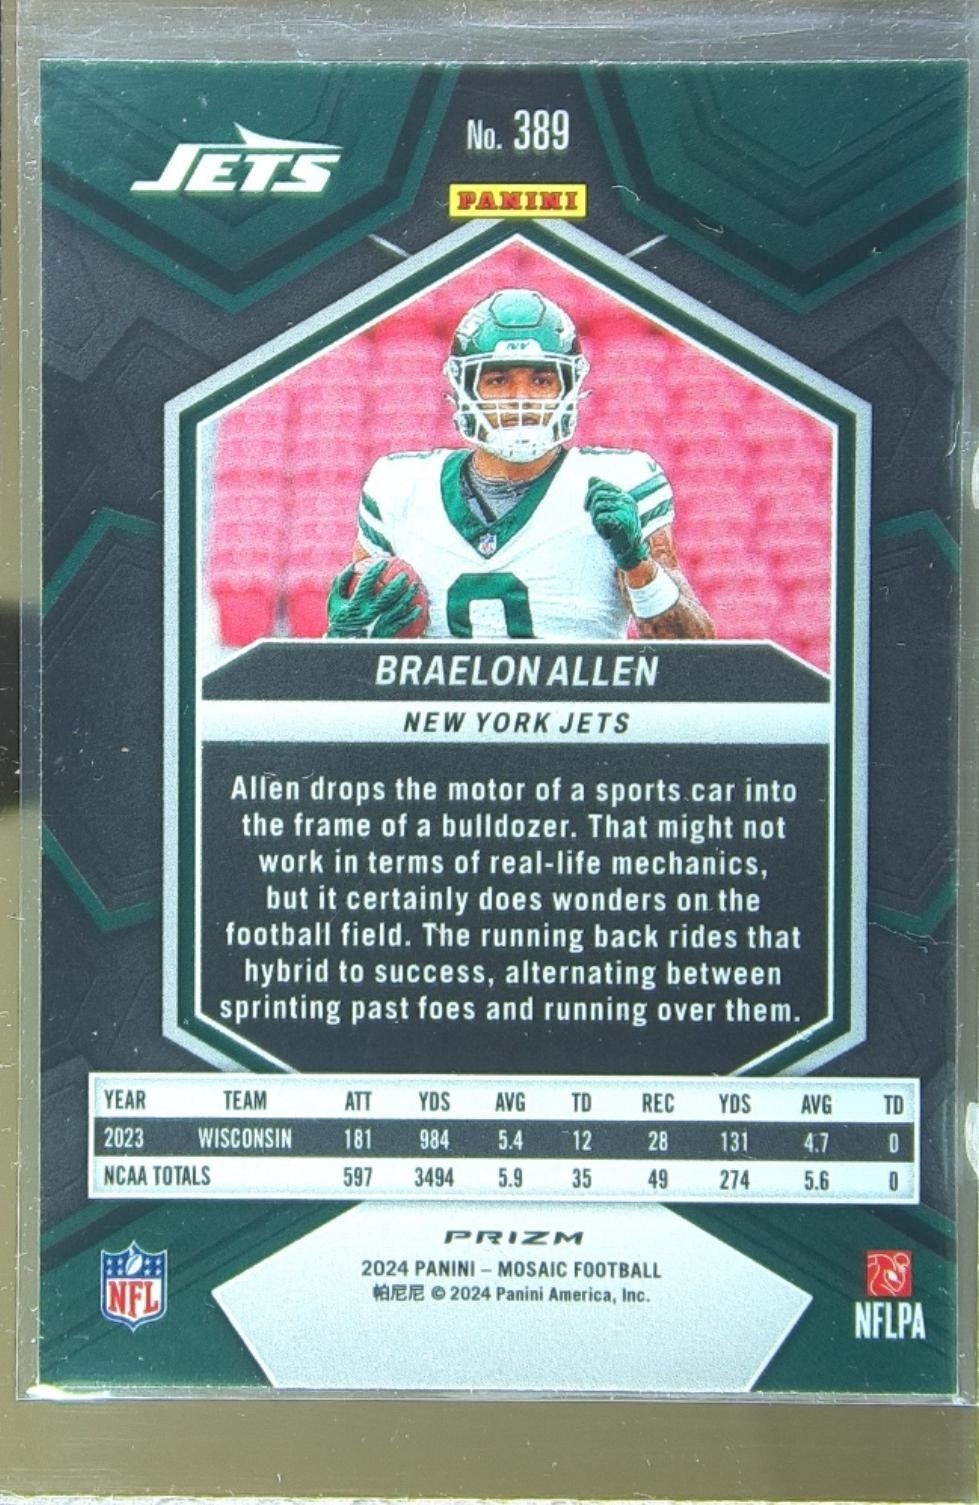 JETS
No. 389
PANINI
NY
0
BRAELON ALLEN
NEW YORK JETS
Allen drops the motor of a sports car into
the frame of a bulldozer. That might not
work in terms of real-life mechanics,
but it certainly does wonders on the
football field. The running back rides that
hybrid to success, alternating between
sprinting past foes and running over them.
YEAR TEAM ATT YDS AVG TD REC YDS AVG TD
2023 WISCONSIN 181 984 5.4 12 28 131 4.7 0
NCAA TOTALS 597 3494 5.9 35 49 274 5.6 0
PRIZM
2024 PANINI – MOSAIC FOOTBALL
帕尼尼 © 2024 Panini America, Inc.
NFL
NFLPA